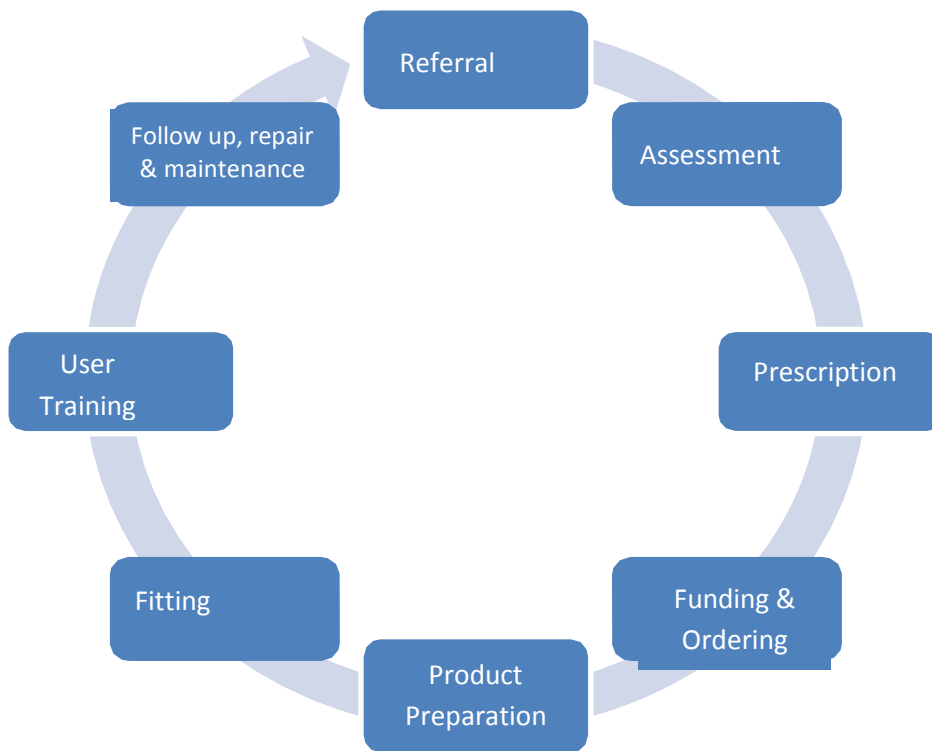 Referral
Assessment
Prescription
Funding &
Ordering
Product
Preparation
Fitting
User
Training
Follow up, repair
& maintenance